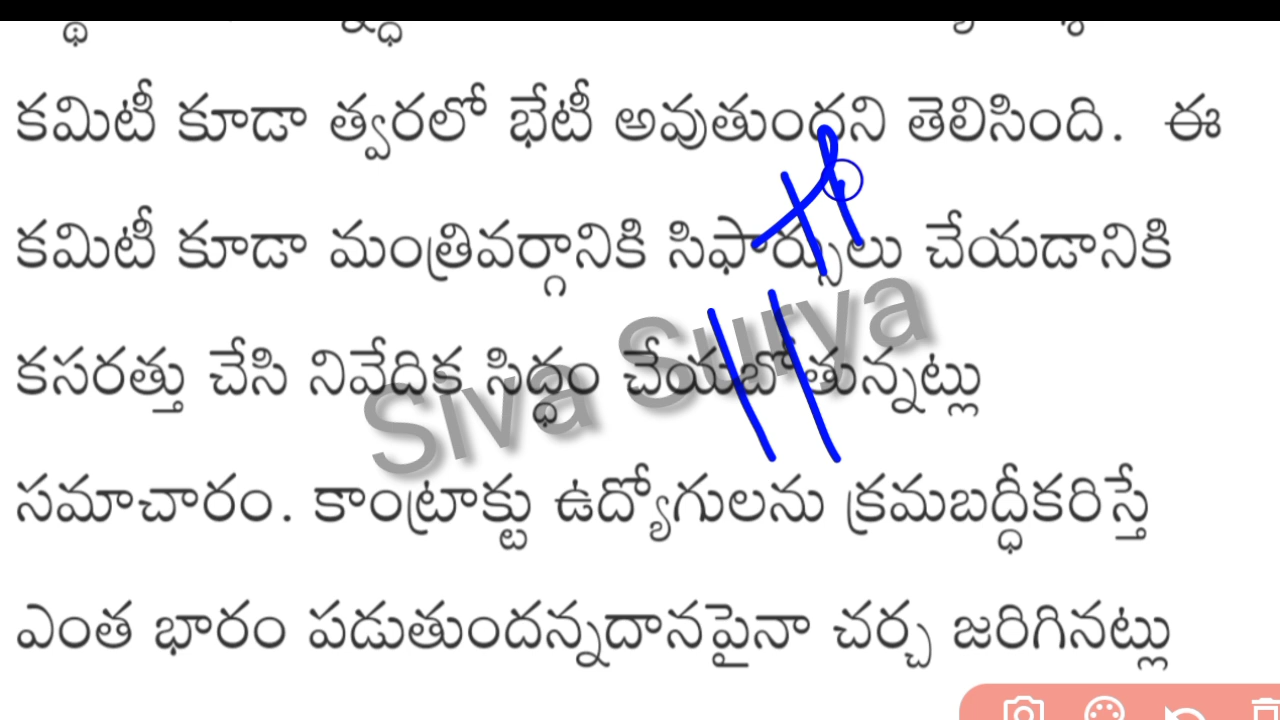 కమిటీ కూడా త్వరలో భేటీ అవుతుందని తెలిసింది. ఈ
కమిటీ కూడా మంత్రివర్గానికి సిఫార్సులు చేయడానికి
కసరత్తు చేసి నివేదిక సిద్ధం చేయబోతున్నట్లు
Siva Surya
సమాచారం. కాంట్రాక్టు ఉద్యోగులను క్రమబద్ధీకరిస్తే
ఎంత భారం పడుతుందన్నదానపైనా చర్చ జరిగినట్లు